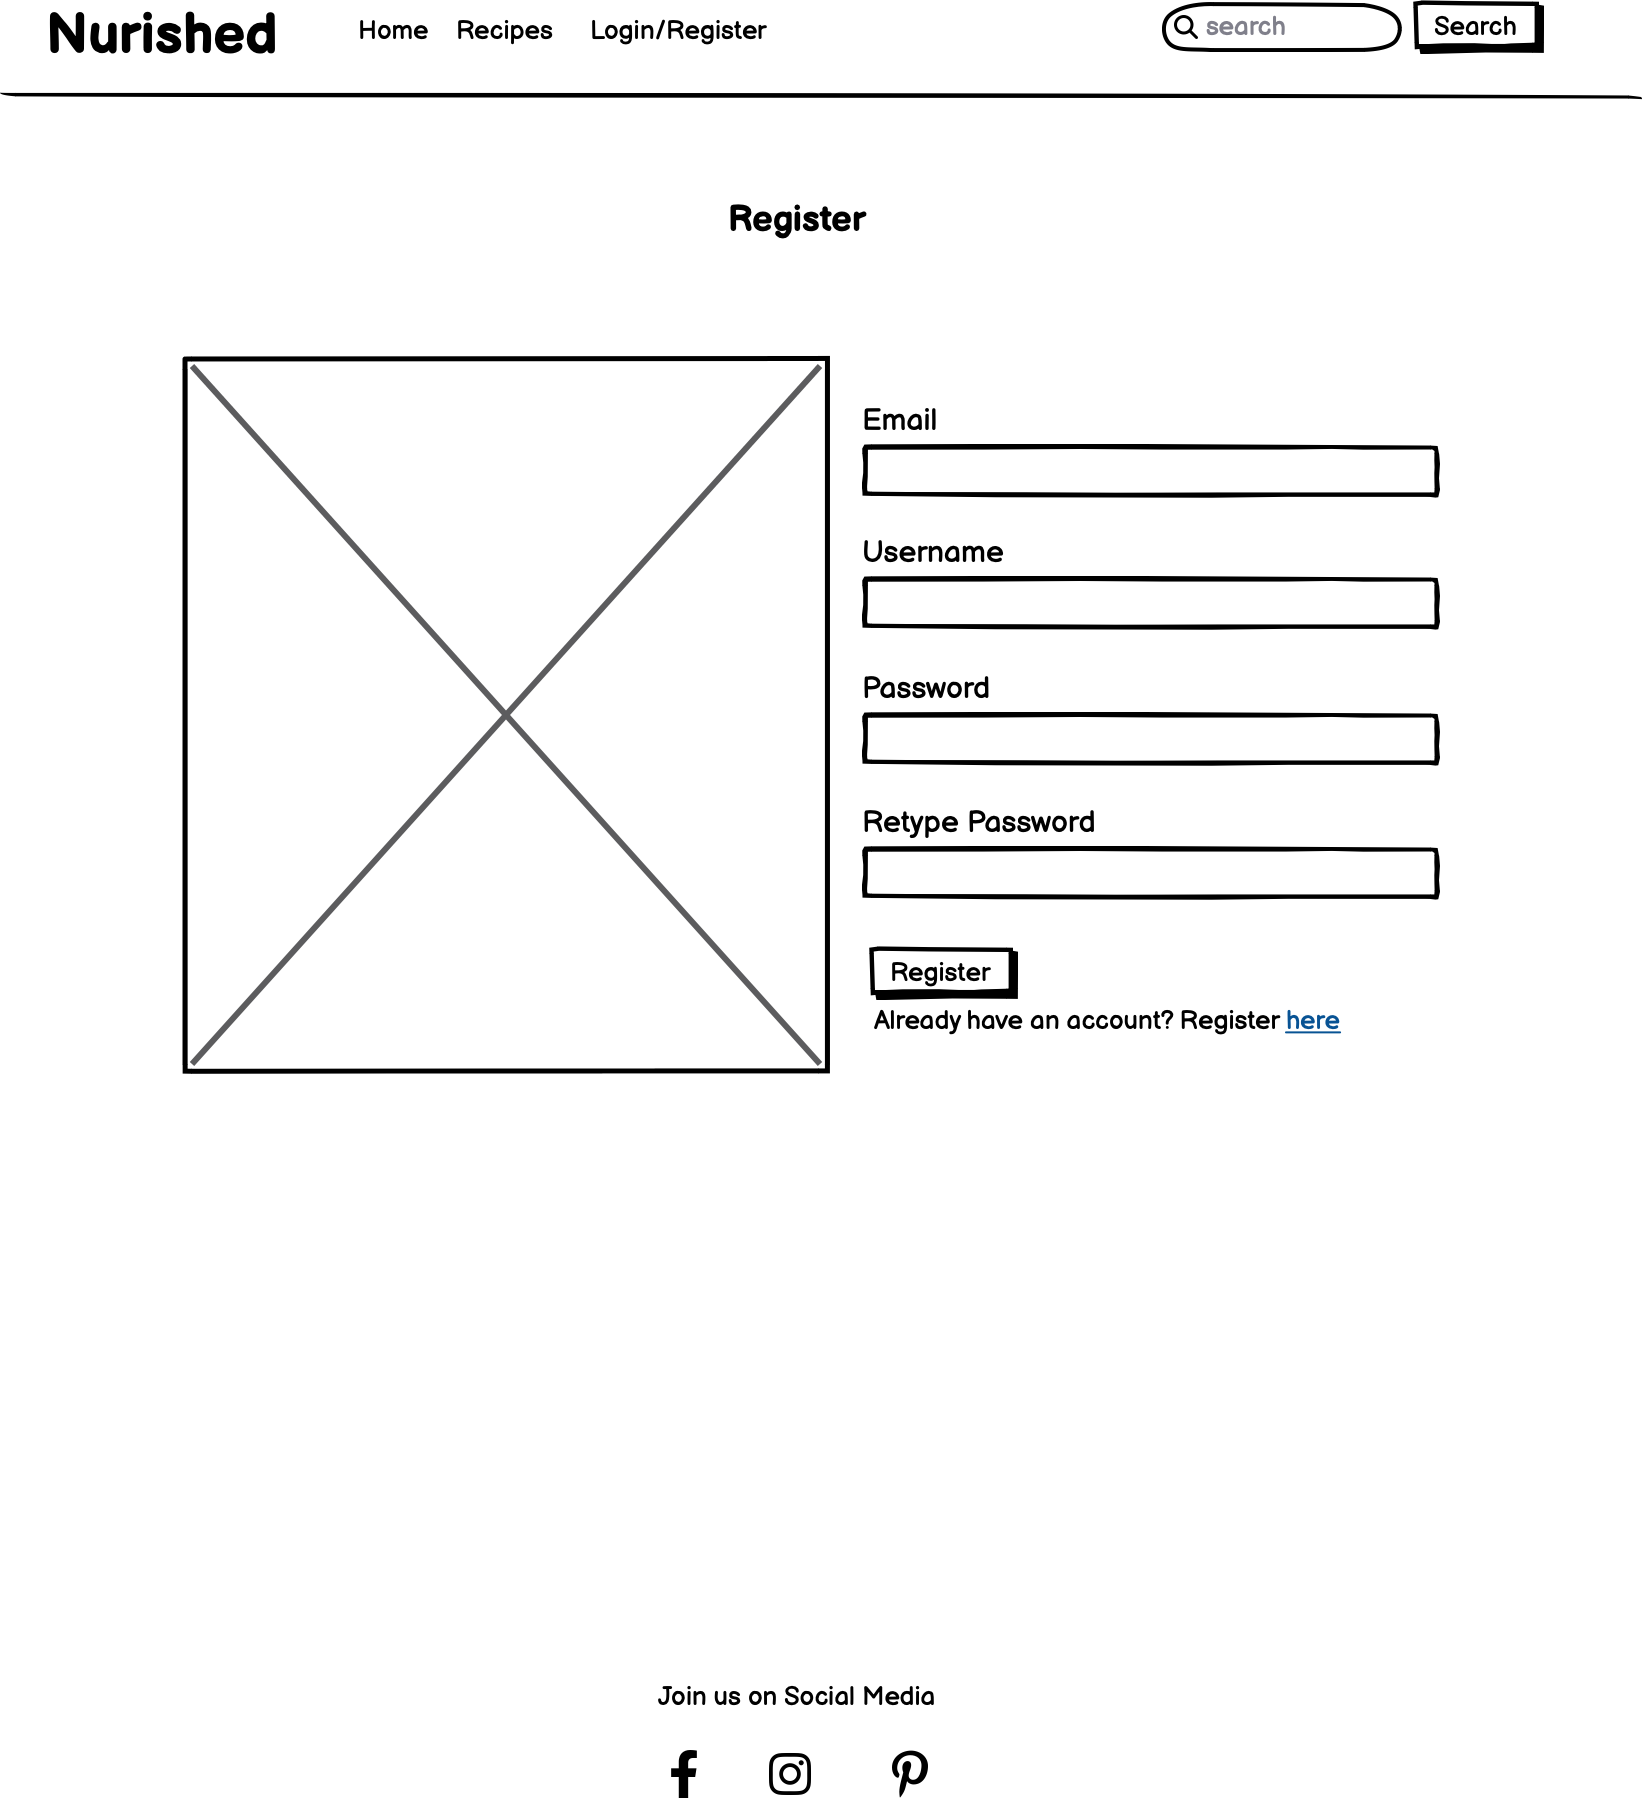 Nurished Home Recipes Login/Register search Search
Register
Email
Username
Password
Retype Password
Register
Already have an account? Register here
Join us on Social Media